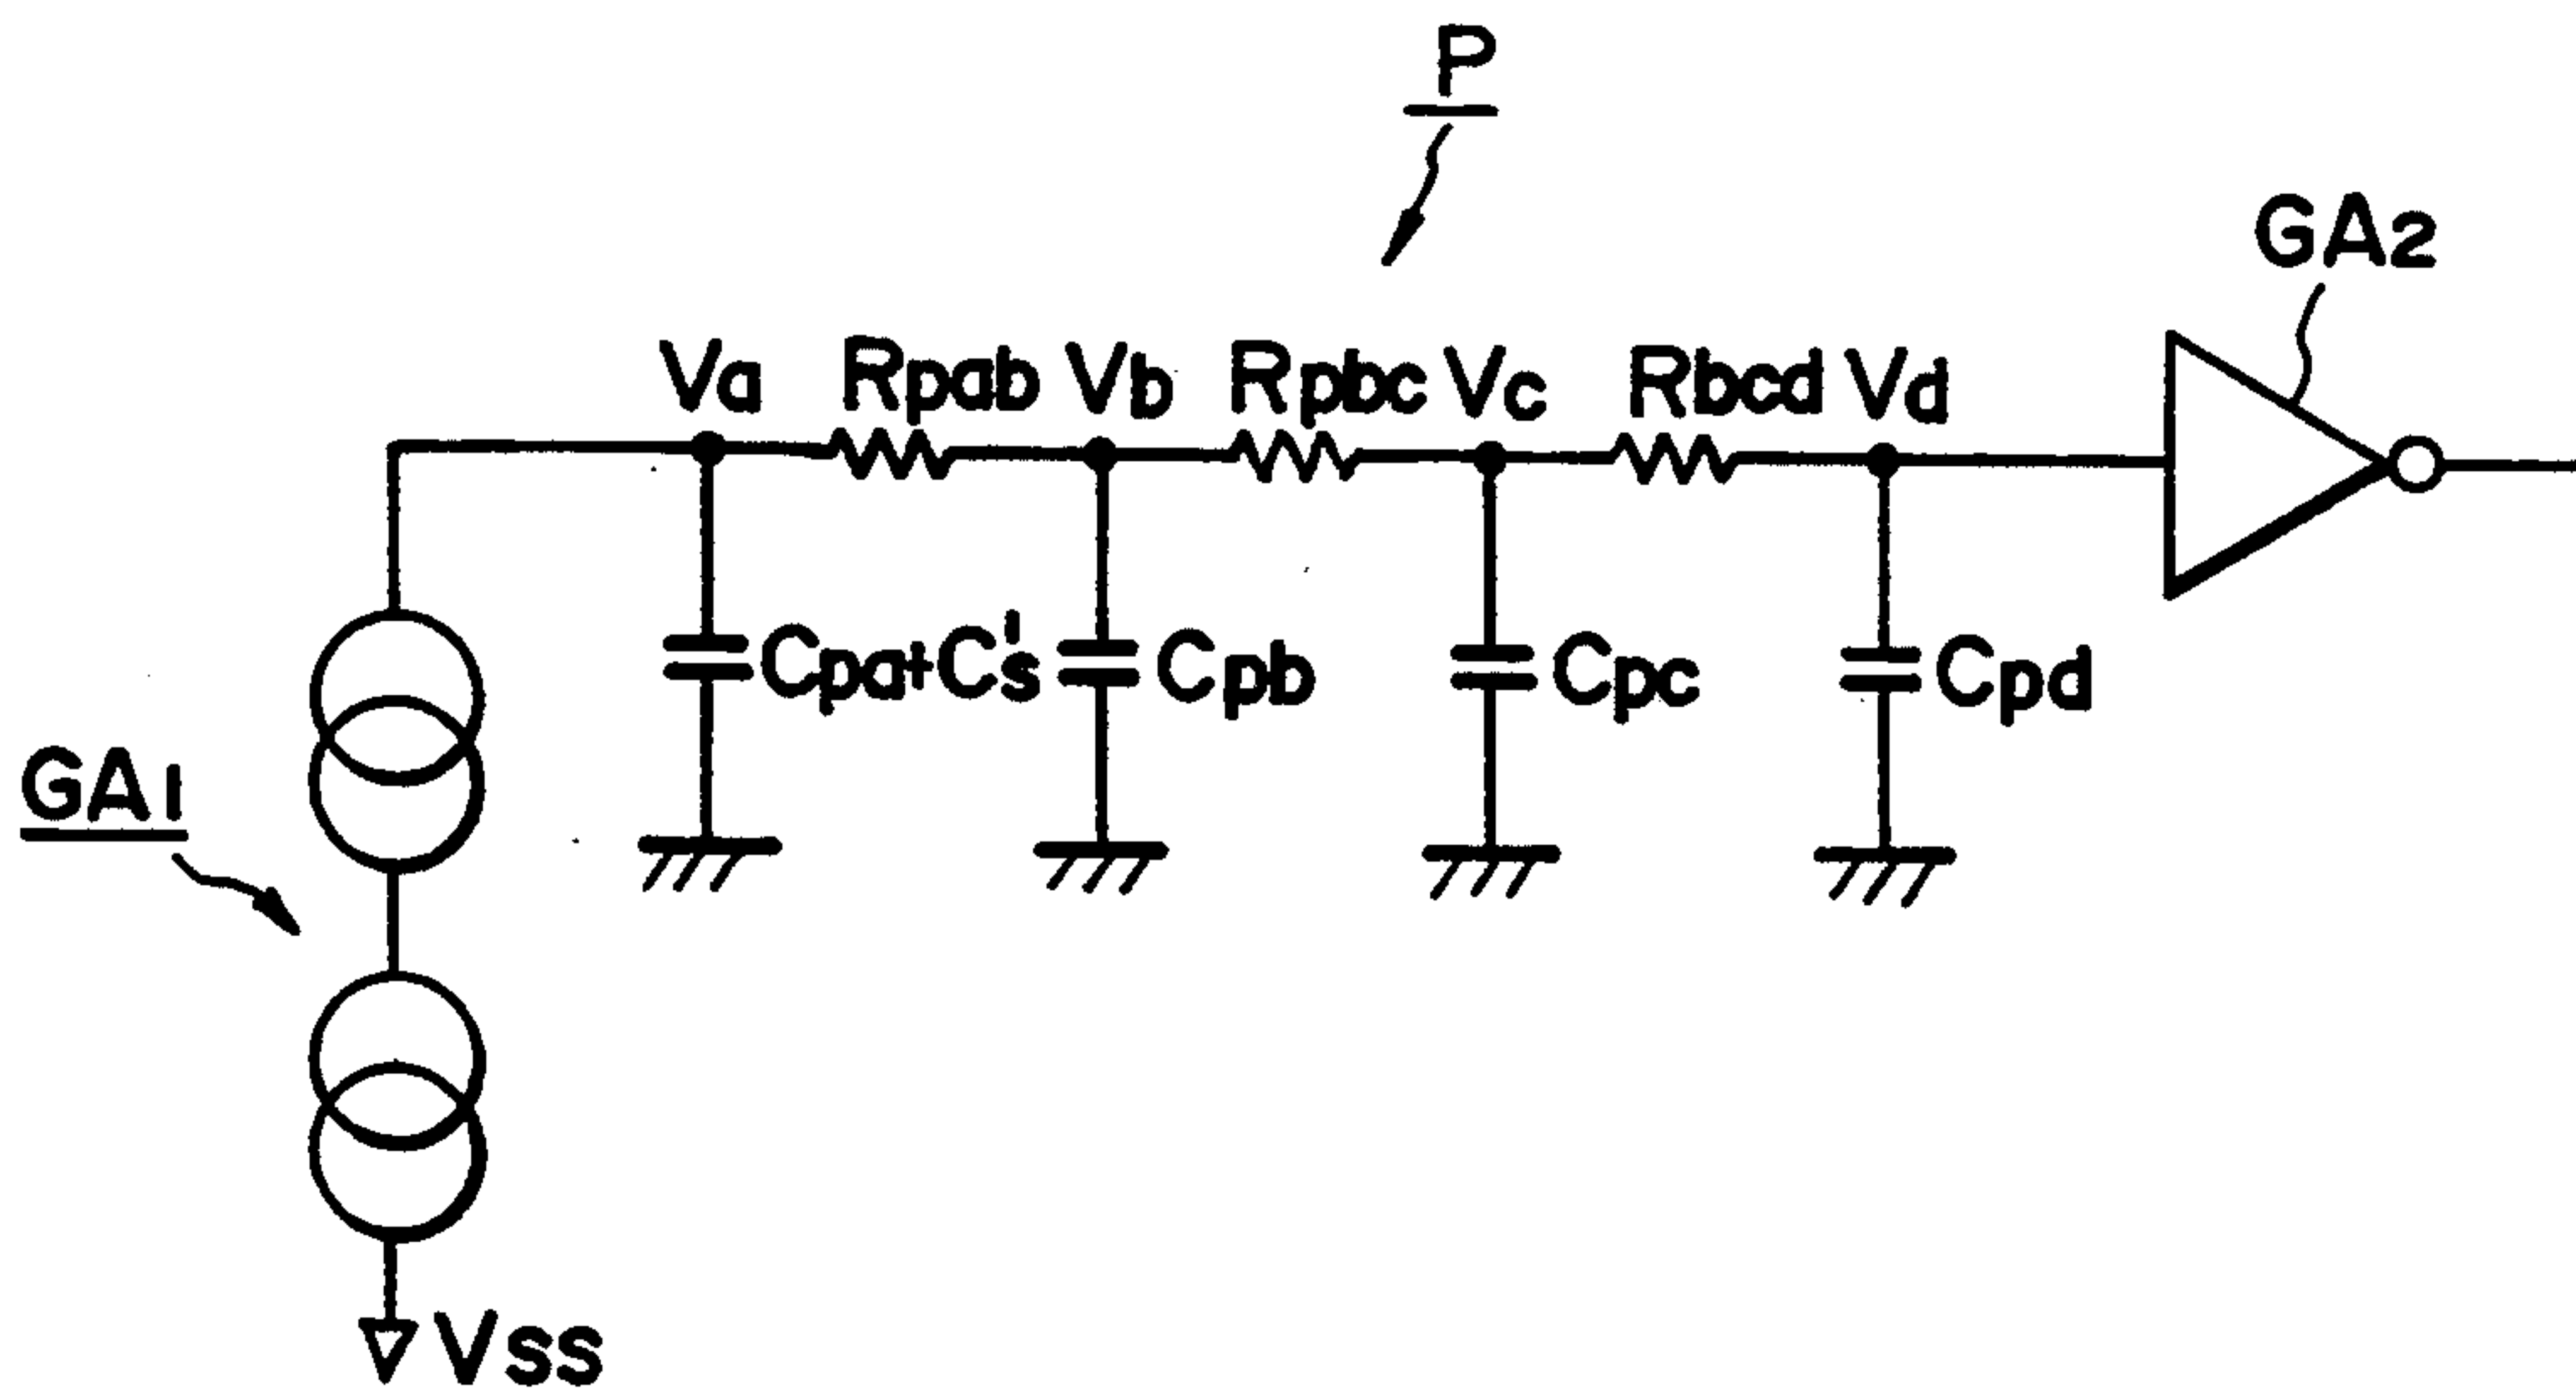 P
GA2
Va Rpab Vb Rpbc Vc Rbcd Vd
Cpa+C's Cpb Cpc Cpd
GA1
Vss